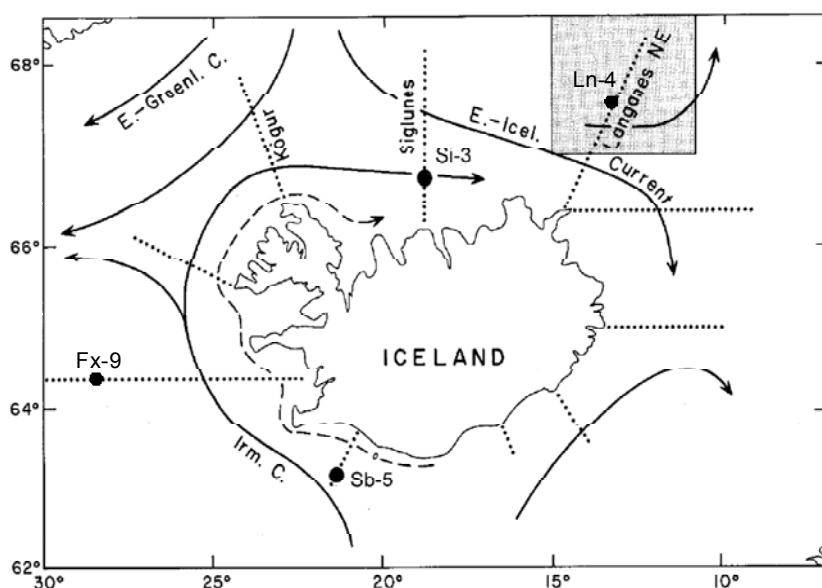 68°
66°
64°
62°
30°
25°
20°
15°
10°
E.-Greenl. C.
Kögur
Siglunes
Si-3
Ln-4
Langanes NE
E.-Icel.
Current
Fx-9
ICELAND
Irm. C.
Sb-5